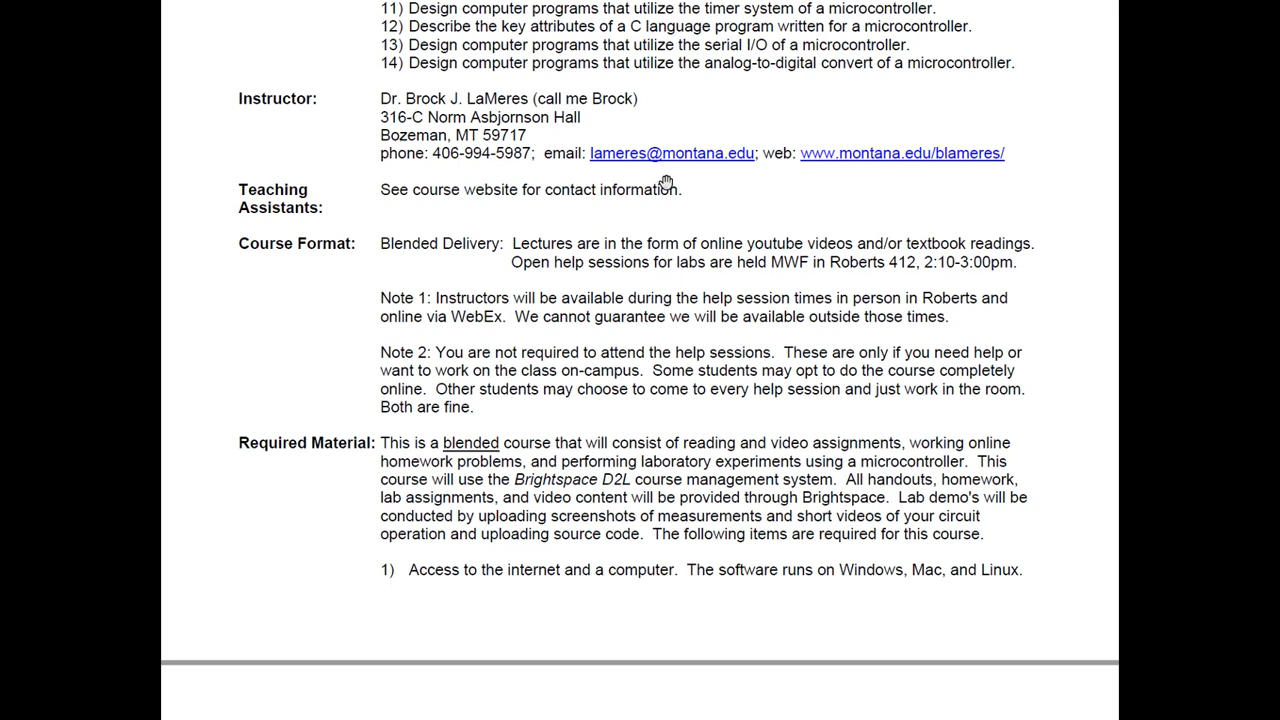 11) Design computer programs that utilize the timer system of a microcontroller.
12) Describe the key attributes of a C language program written for a microcontroller.
13) Design computer programs that utilize the serial I/O of a microcontroller.
14) Design computer programs that utilize the analog-to-digital convert of a microcontroller.
Instructor: Dr. Brock J. LaMeres (call me Brock)
316-C Norm Asbjornson Hall
Bozeman, MT 59717
phone: 406-994-5987; email: lameres@montana.edu; web: www.montana.edu/blameres/
Teaching See course website for contact information.
Assistants:
Course Format: Blended Delivery: Lectures are in the form of online youtube videos and/or textbook readings.
Open help sessions for labs are held MWF in Roberts 412, 2:10-3:00pm.
Note 1: Instructors will be available during the help session times in person in Roberts and
online via WebEx. We cannot guarantee we will be available outside those times.
Note 2: You are not required to attend the help sessions. These are only if you need help or
want to work on the class on-campus. Some students may opt to do the course completely
online. Other students may choose to come to every help session and just work in the room.
Both are fine.
Required Material: This is a blended course that will consist of reading and video assignments, working online
homework problems, and performing laboratory experiments using a microcontroller. This
course will use the Brightspace D2L course management system. All handouts, homework,
lab assignments, and video content will be provided through Brightspace. Lab demo's will be
conducted by uploading screenshots of measurements and short videos of your circuit
operation and uploading source code. The following items are required for this course.
1) Access to the internet and a computer. The software runs on Windows, Mac, and Linux.